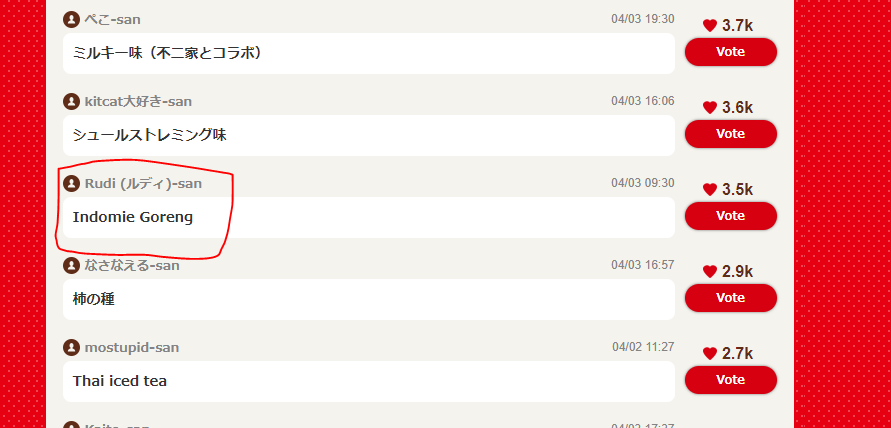 ぺこ-san 04/03 19:30 3.7k
ミルキー味（不二家とコラボ） Vote
kitcat大好き-san 04/03 16:06 3.6k
シュールストレミング味 Vote
Rudi (ルディ)-san 04/03 09:30 3.5k
Indomie Goreng Vote
なさなえる-san 04/03 16:57 2.9k
柿の種 Vote
mostupid-san 04/02 11:27 2.7k
Thai iced tea Vote